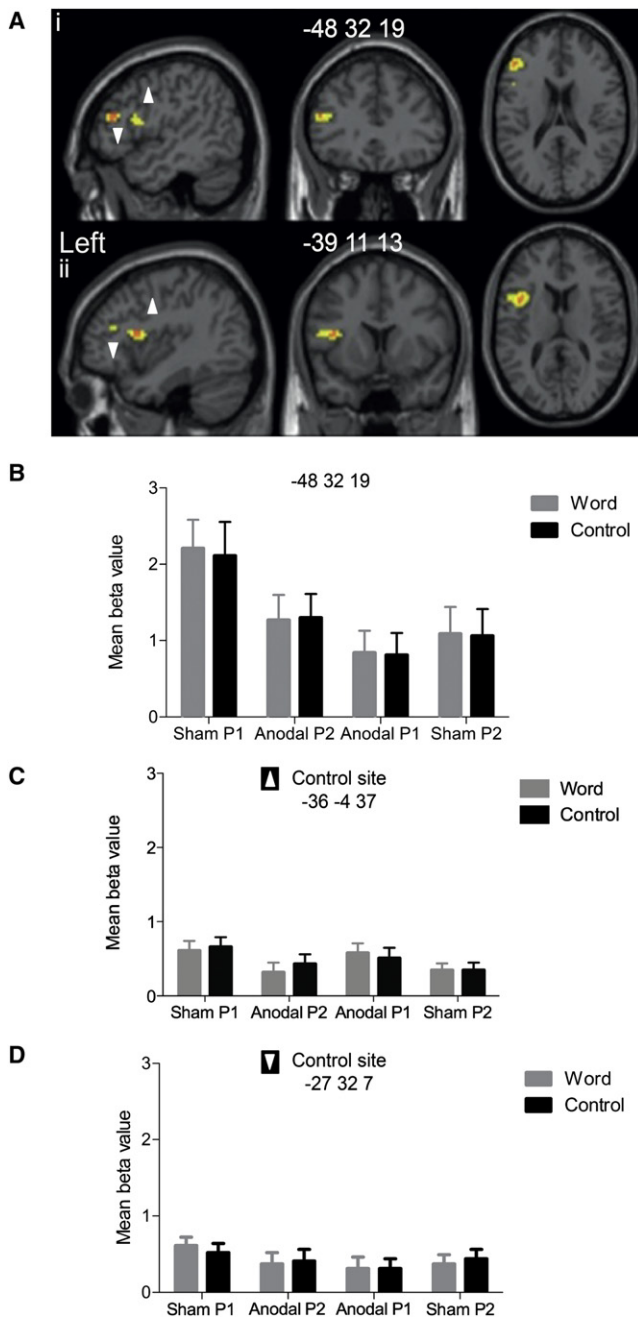 A
i
-48 32 19
Left
ii
-39 11 13
B
-48 32 19
Word
Control
Mean beta value
3
2
1
0
Sham P1 Anodal P2 Anodal P1 Sham P2
C
Control site
-36 -4 37
Word
Control
Mean beta value
3
2
1
0
Sham P1 Anodal P2 Anodal P1 Sham P2
D
Control site
-27 32 7
Word
Control
Mean beta value
3
2
1
0
Sham P1 Anodal P2 Anodal P1 Sham P2